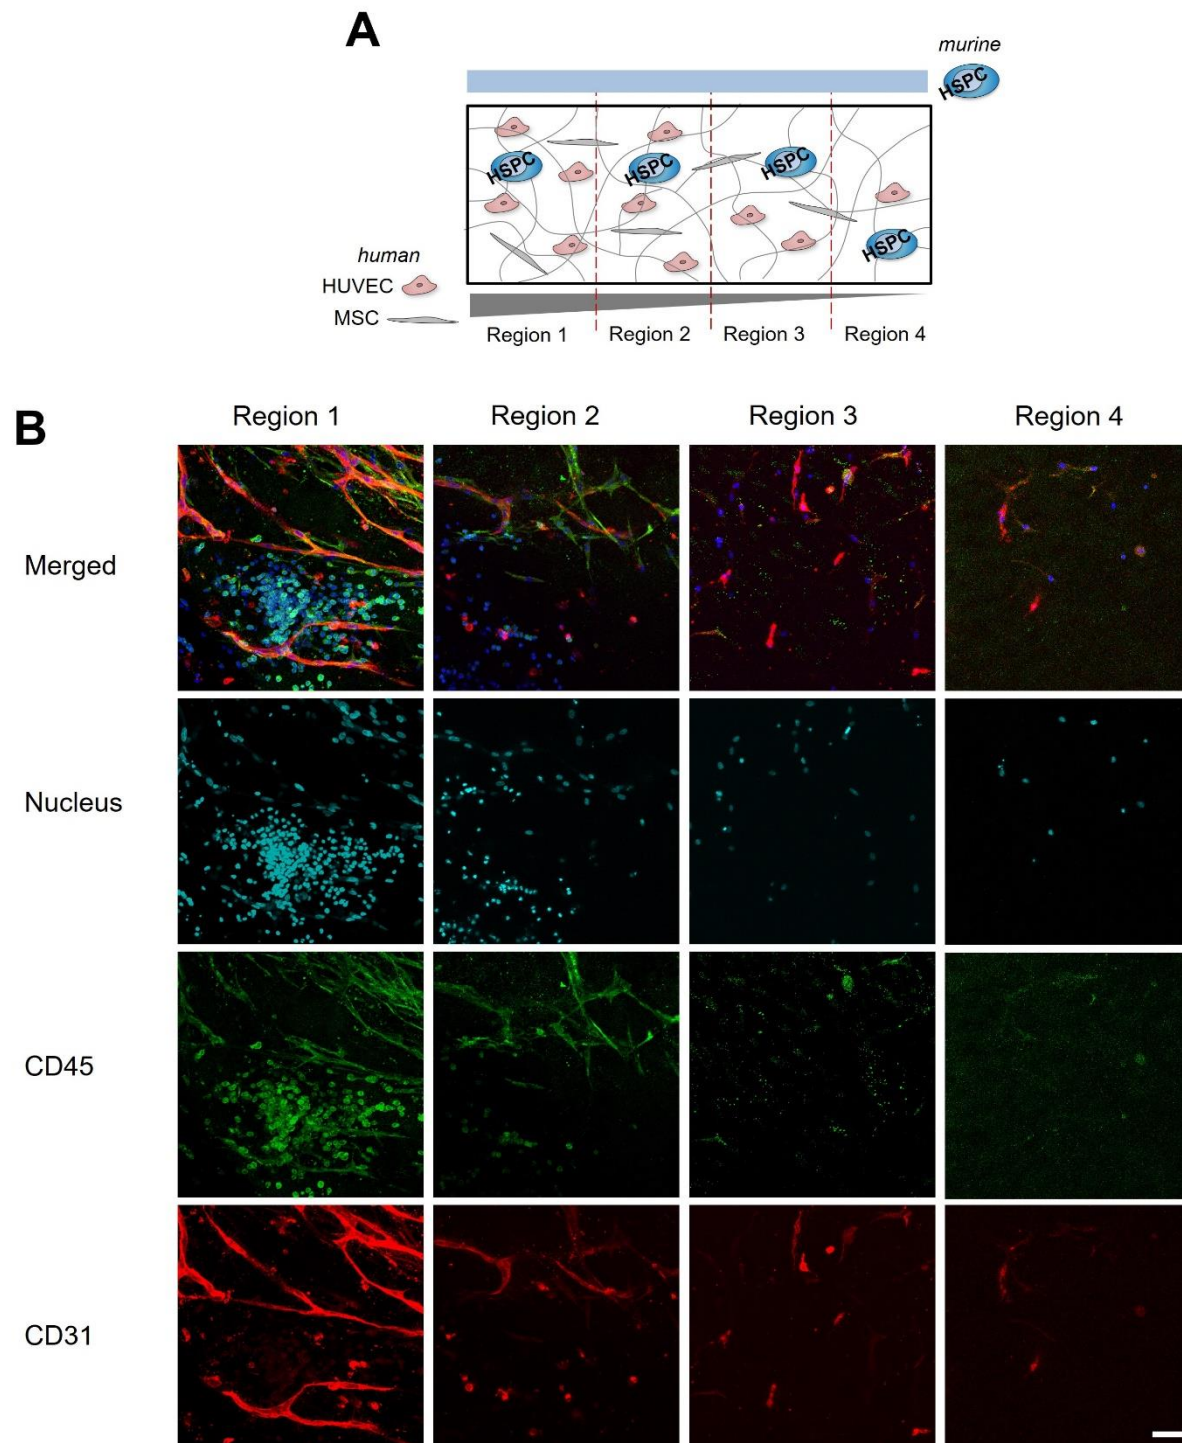 A
murine
HSPC
HSPC
HSPC
HSPC
HSPC
human
HUVEC
MSC
Region 1
Region 2
Region 3
Region 4
B
Region 1
Region 2
Region 3
Region 4
Merged
Nucleus
CD45
CD31